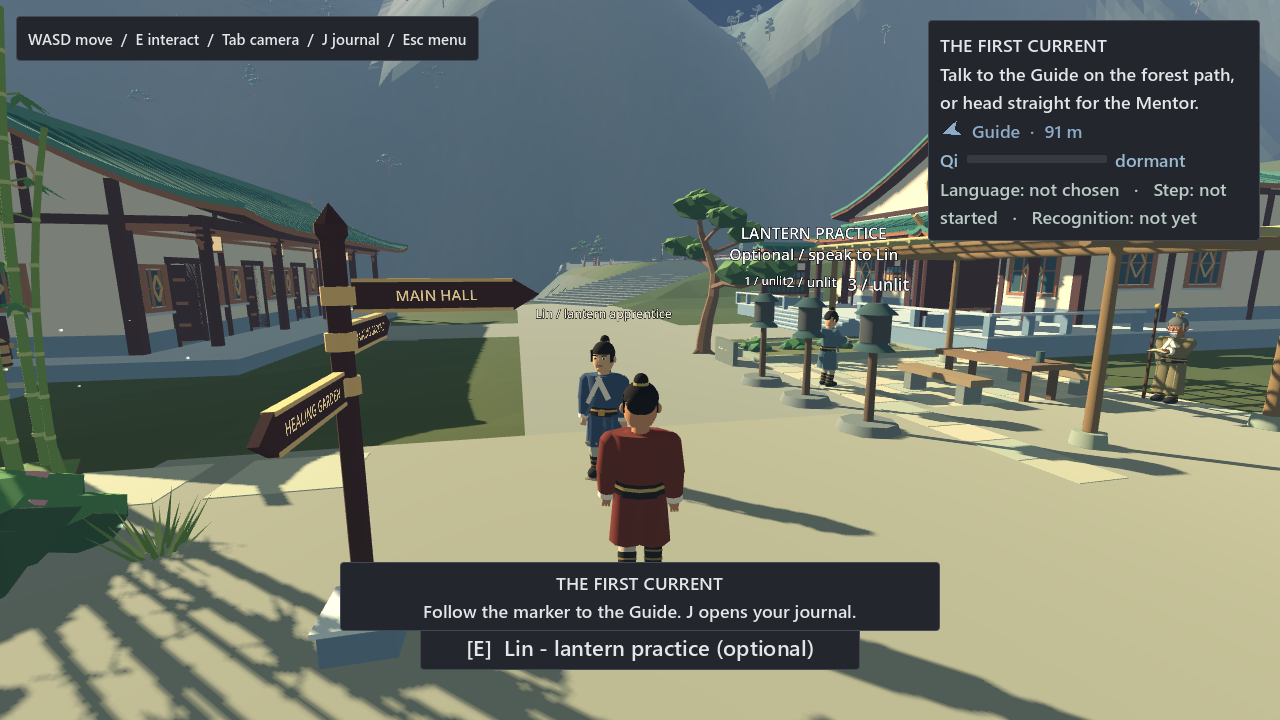 WASD move / E interact / Tab camera / J journal / Esc menu
THE FIRST CURRENT
Talk to the Guide on the forest path,
or head straight for the Mentor.
Guide · 91 m
Qi dormant
Language: not chosen · Step: not
started · Recognition: not yet
LANTERN PRACTICE
Optional / speak to Lin
1 / unlit
2 / unlit
3 / unlit
MAIN HALL
Lin / lantern apprentice
HEALING GARDEN
THE FIRST CURRENT
Follow the marker to the Guide. J opens your journal.
[E] Lin - lantern practice (optional)